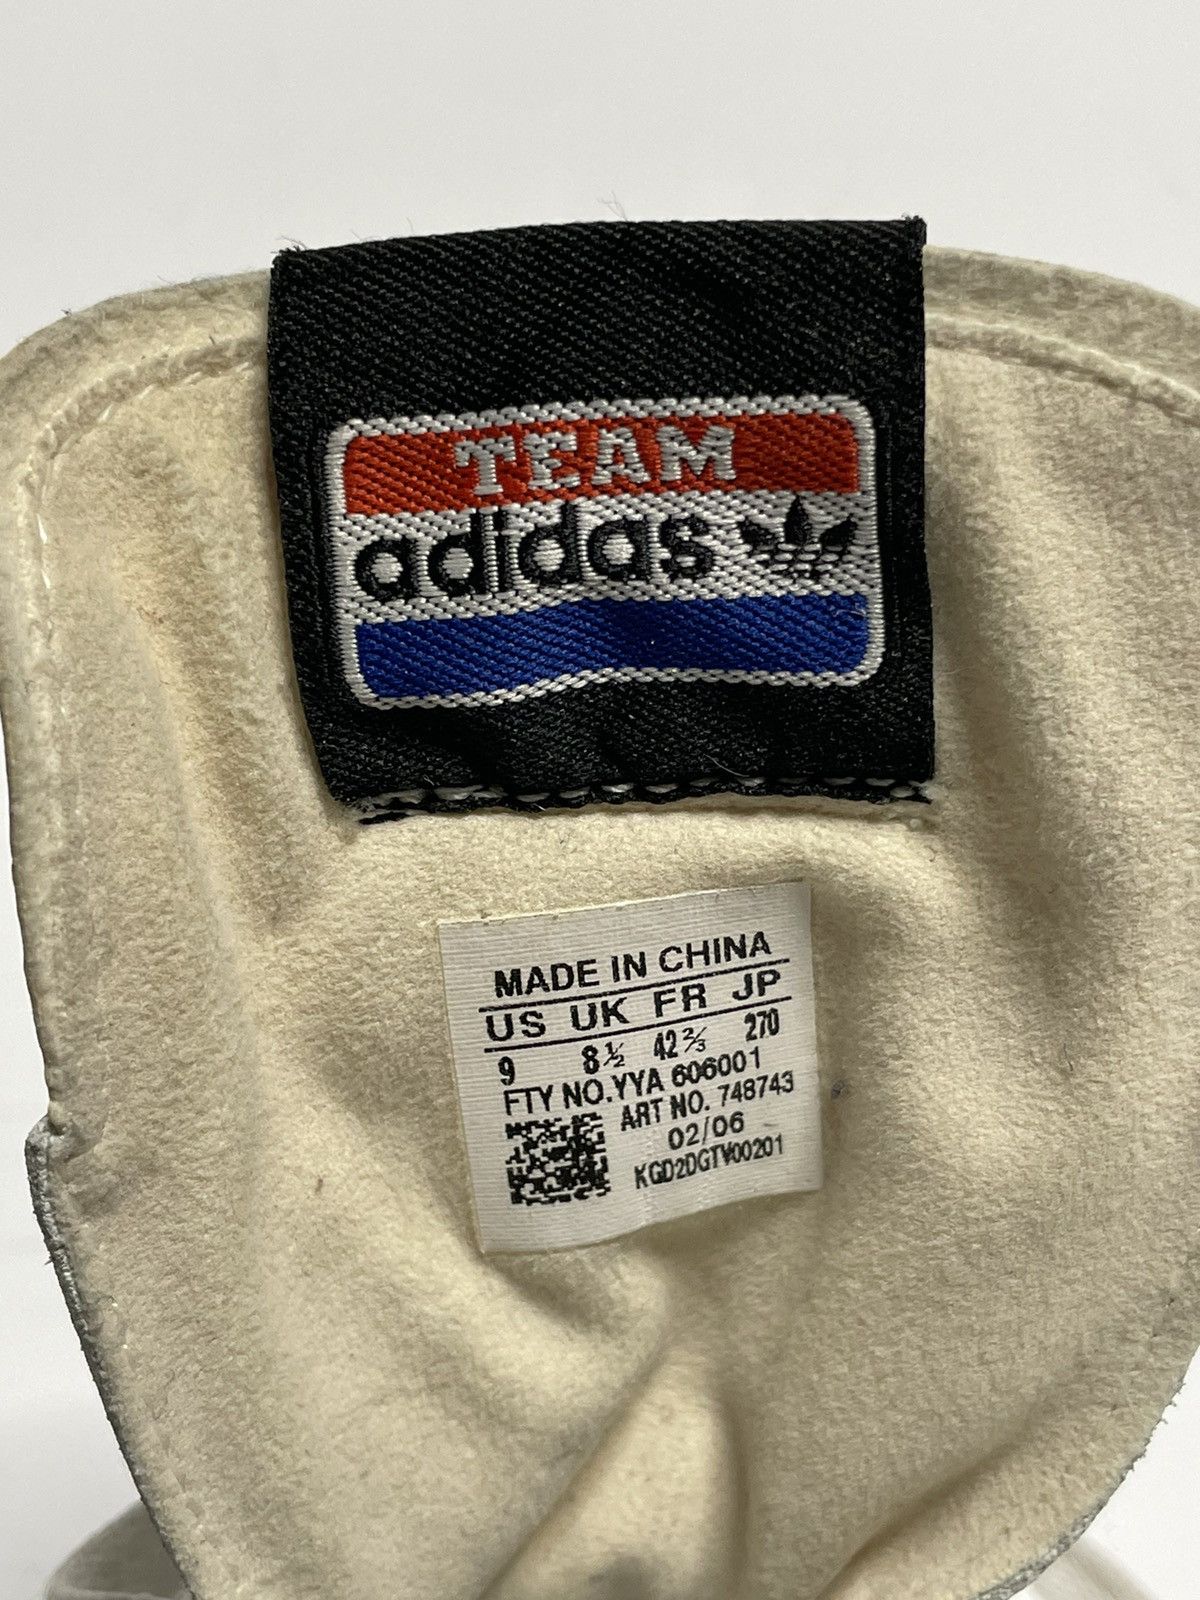 TEAM
adidas
MADE IN CHINA
US UK FR JP
9 8½ 42⅔ 270
FTY NO.YYA 606001
ART NO. 748743
02/06
KGD2DGTV00201